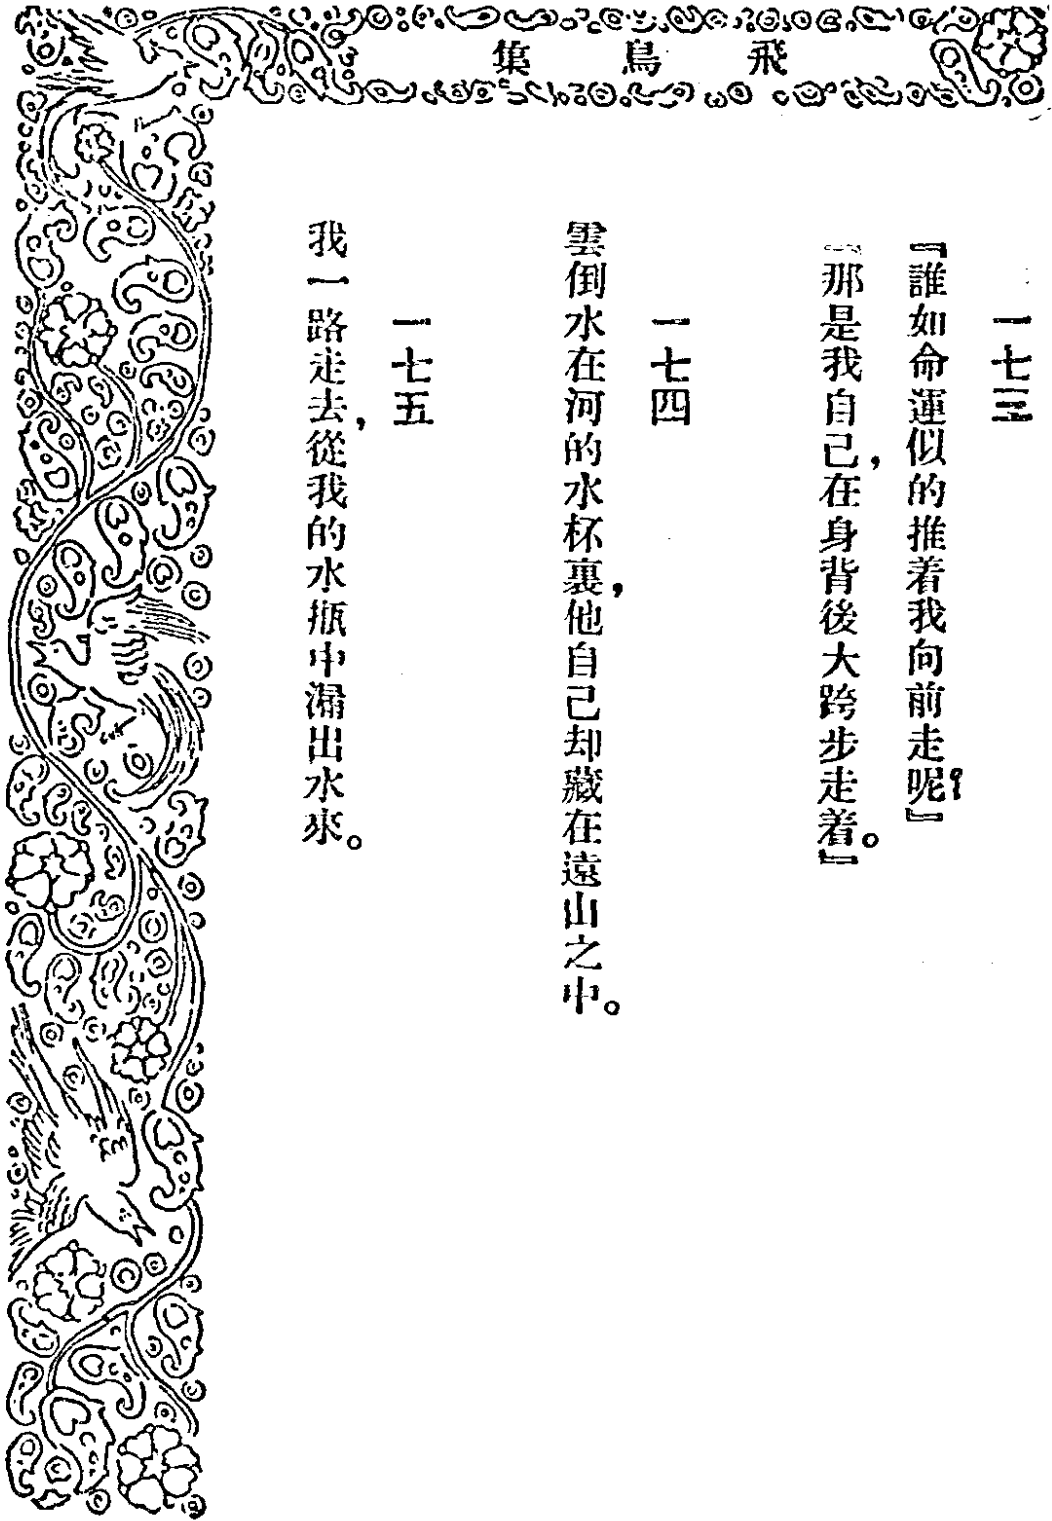 飛鳥集
一七三
『誰如命運似的推着我向前走呢？』
『那是我自己，在身背後大跨步走着。』
一七四
雲倒水在河的水杯裏，他自己却藏在遠山之中。
一七五
我一路走去，從我的水瓶中漏出水來。